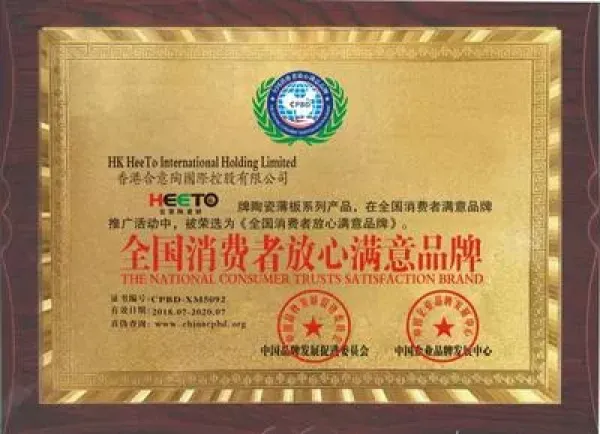 CPBD
HK HeeTo International Holding Limited
香港合意陶國際控股有限公司
HEETO 牌陶瓷薄板系列产品，在全国消费者满意品牌
推广活动中，被荣选为《全国消费者放心满意品牌》。
全国消费者放心满意品牌
THE NATIONAL CONSUMER TRUSTS SATISFACTION BRAND
证书编号：CPBD-XM5092
有效日期：2018.07-2020.07
真伪查询：www.chinacpbd.org
中国品牌发展促进委员会
中国企业品牌发展中心